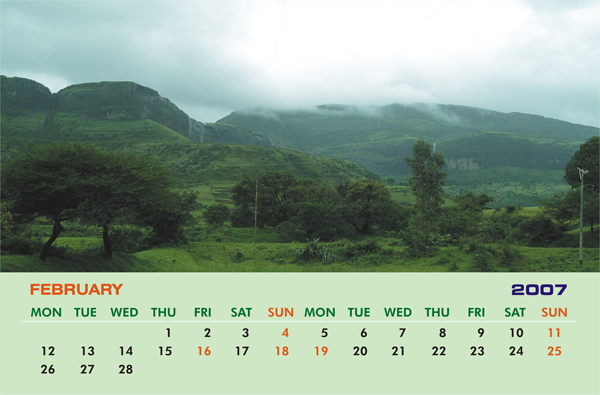 FEBRUARY 2007
MON TUE WED THU FRI SAT SUN MON TUE WED THU FRI SAT SUN
1 2 3 4 5 6 7 8 9 10 11
12 13 14 15 16 17 18 19 20 21 22 23 24 25
26 27 28